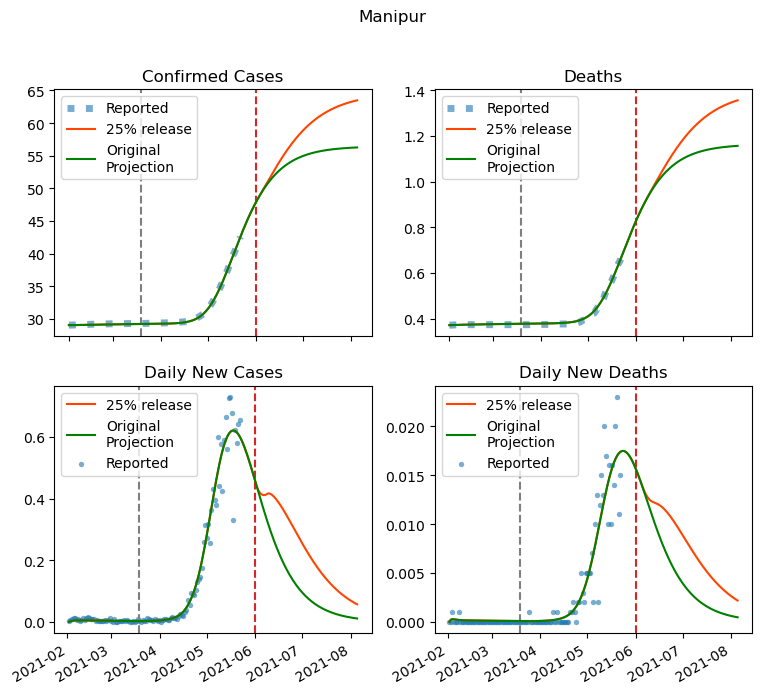 Manipur
Confirmed Cases
65
60
55
50
45
40
35
30
Reported
25% release
Original
Projection
Deaths
1.4
1.2
1.0
0.8
0.6
0.4
Reported
25% release
Original
Projection
Daily New Cases
0.6
0.4
0.2
0.0
25% release
Original
Projection
Reported
2021-02
2021-03
2021-04
2021-05
2021-06
2021-07
2021-08
Daily New Deaths
0.020
0.015
0.010
0.005
0.000
25% release
Original
Projection
Reported
2021-02
2021-03
2021-04
2021-05
2021-06
2021-07
2021-08